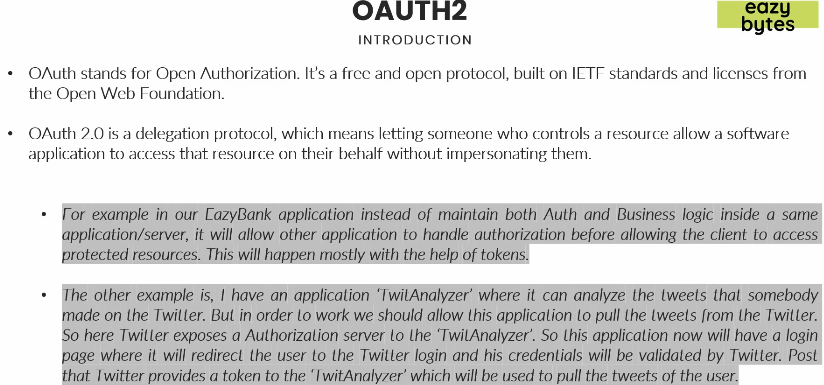 OAUTH2
eazy
bytes
INTRODUCTION
• OAuth stands for Open Authorization. It's a free and open protocol, built on IETF standards and licenses from
the Open Web Foundation.
• OAuth 2.0 is a delegation protocol, which means letting someone who controls a resource allow a software
application to access that resource on their behalf without impersonating them.
• For example in our EazyBank application instead of maintain both Auth and Business logic inside a same
application/server, it will allow other application to handle authorization before allowing the client to access
protected resources. This will happen mostly with the help of tokens.
• The other example is, I have an application 'TwitAnalyzer' where it can analyze the tweets that somebody
made on the Twitter. But in order to work we should allow this application to pull the tweets from the Twitter.
So here Twitter exposes a Authorization server to the 'TwitAnalyzer'. So this application now will have a login
page where it will redirect the user to the Twitter login and his credentials will be validated by Twitter. Post
that Twitter provides a token to the 'TwitAnalyzer' which will be used to pull the tweets of the user.